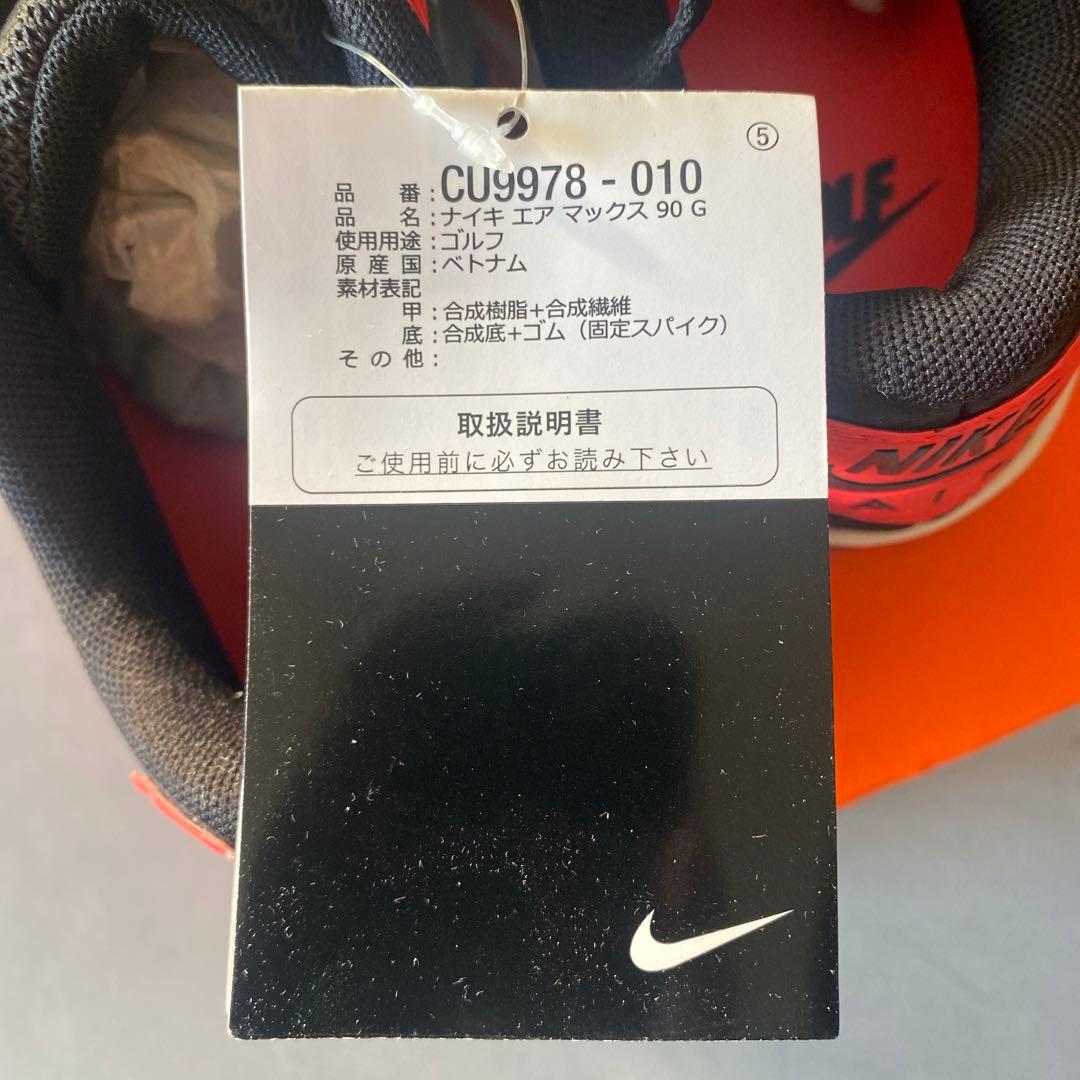 ⑤
品　番：CU9978 - 010
品　名：ナイキ エア マックス 90 G
使用用途：ゴルフ
原産国：ベトナム
素材表記
甲：合成樹脂+合成繊維
底：合成底+ゴム（固定スパイク）
その他：
取扱説明書
ご使用前に必ずお読み下さい
NIKE
AIR